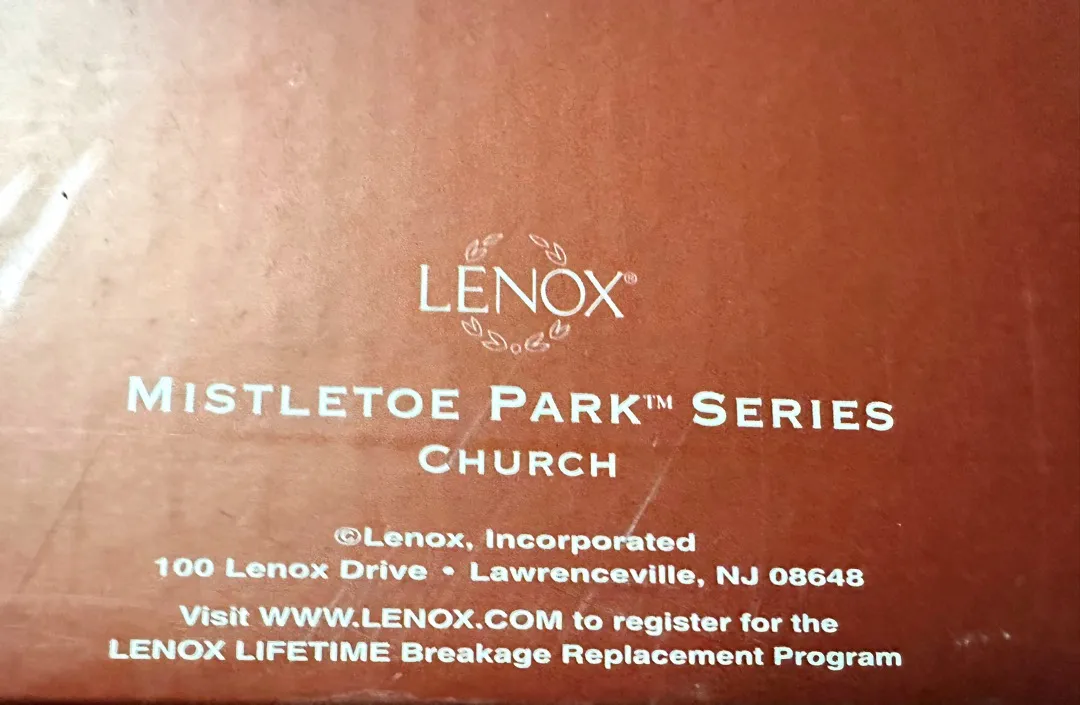 LENOX®
MISTLETOE PARK™ SERIES
CHURCH
©Lenox, Incorporated
100 Lenox Drive • Lawrenceville, NJ 08648
Visit WWW.LENOX.COM to register for the
LENOX LIFETIME Breakage Replacement Program